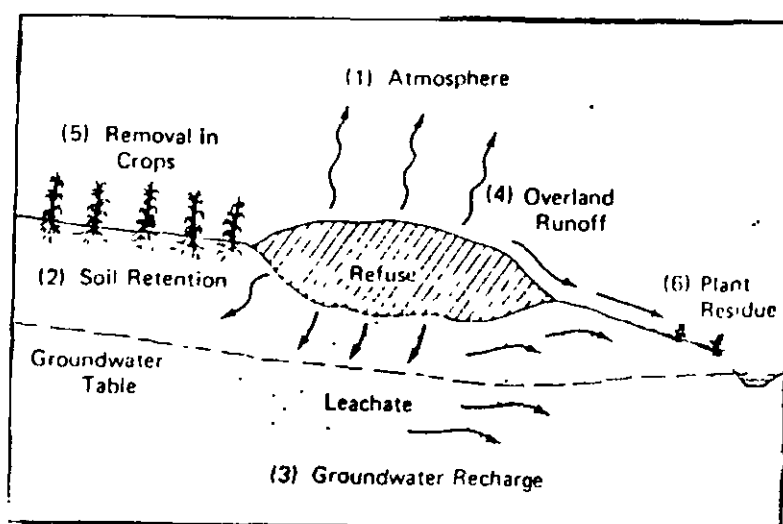 (1) Atmosphere
(5) Removal in
Crops
(4) Overland
Runoff
(2) Soil Retention
Refuse
(6) Plant
Residue
Groundwater
Table
Leachate
(3) Groundwater Recharge